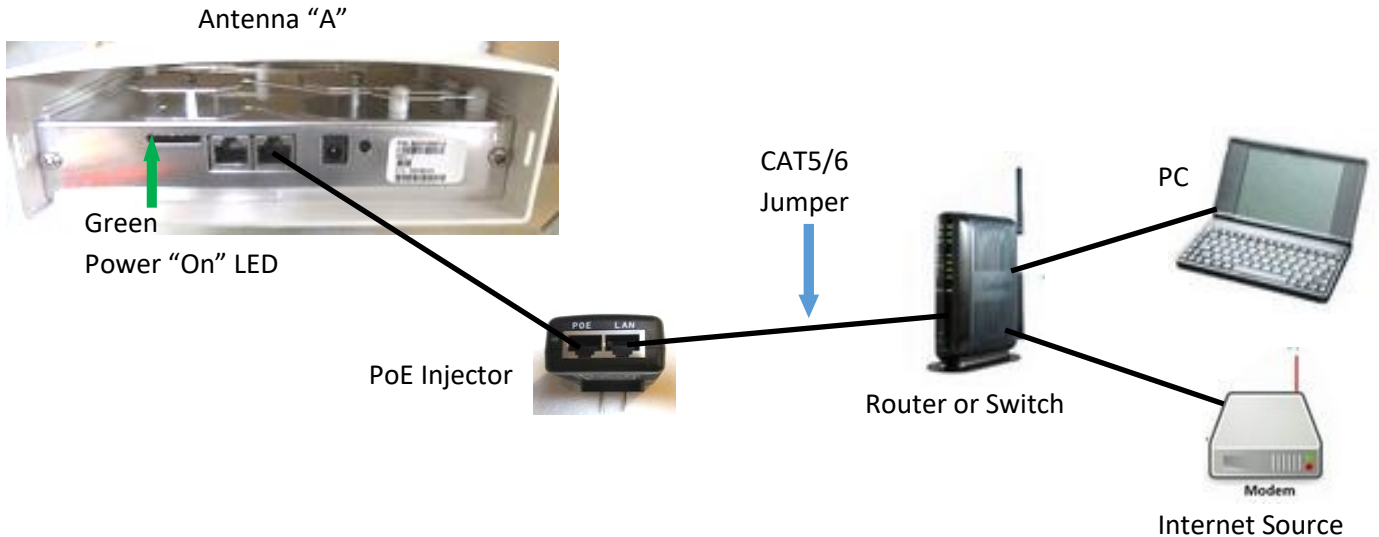 Antenna “A”
Green
Power “On” LED
CAT5/6
Jumper
PC
POE LAN
PoE Injector
Router or Switch
Modem
Internet Source